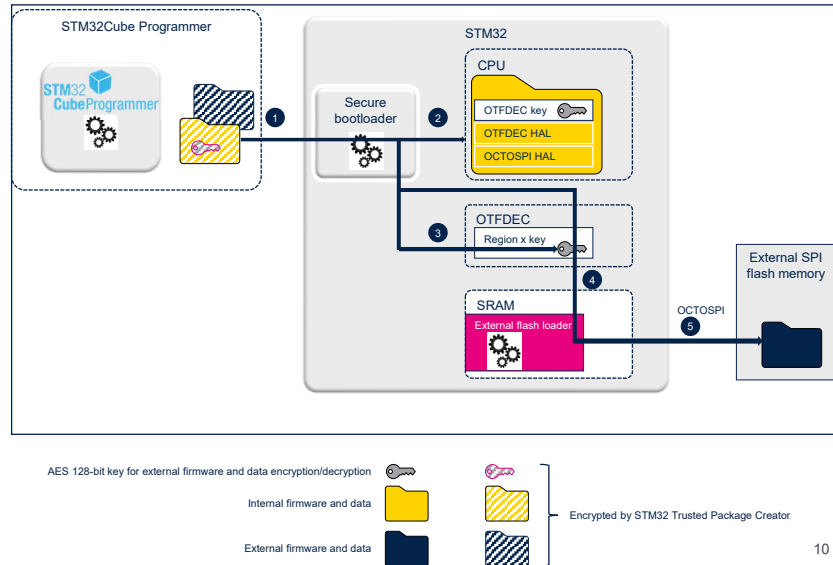 STM32Cube Programmer
STM32
CubeProgrammer
1
STM32
Secure
bootloader
2
CPU
OTFDEC key
OTFDEC HAL
OCTOSPI HAL
3
OTFDEC
Region x key
4
SRAM
External flash loader
OCTOSPI
5
External SPI
flash memory
AES 128-bit key for external firmware and data encryption/decryption
Internal firmware and data
External firmware and data
Encrypted by STM32 Trusted Package Creator
10